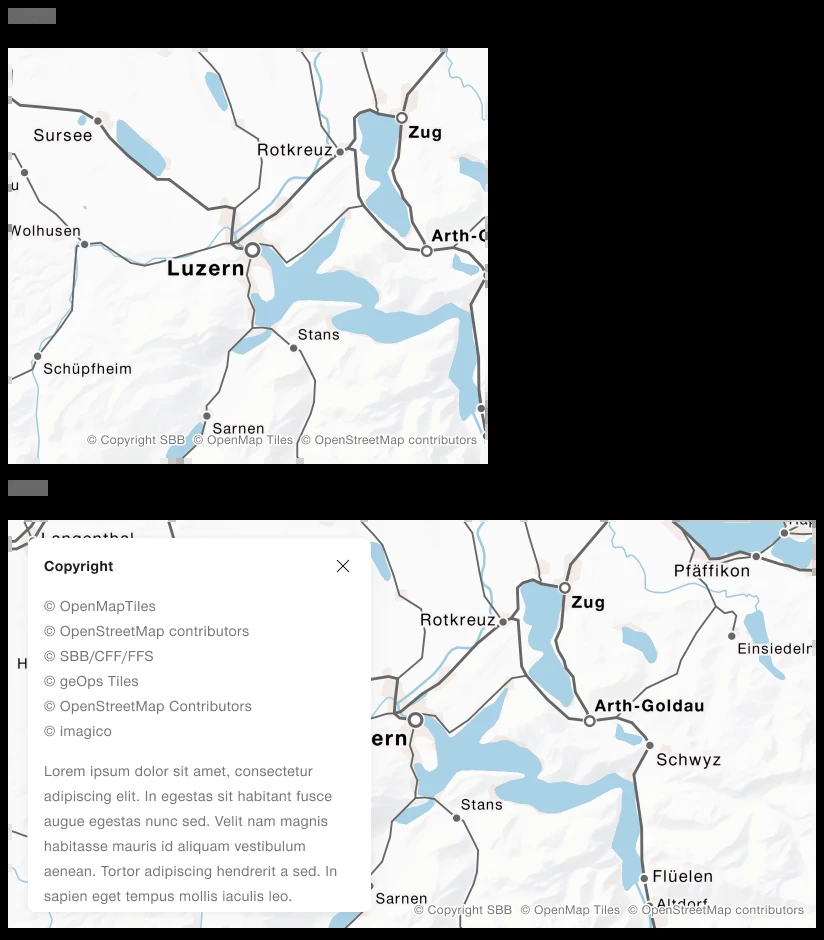 Sursee
Rotkreuz
Zug
Wolhusen
Luzern
Stans
Schüpfheim
Sarnen
© Copyright SBB © OpenMap Tiles © OpenStreetMap contributors
Copyright
© OpenMapTiles
© OpenStreetMap contributors
© SBB/CFF/FFS
© geOps Tiles
© OpenStreetMap Contributors
© imagico
Lorem ipsum dolor sit amet, consectetur
adipiscing elit. In egestas sit habitant fusce
augue egestas nunc sed. Velit nam magnis
habitasse mauris id aliquam vestibulum
aenean. Tortor adipiscing hendrerit a sed. In
sapien eget tempus mollis iaculis leo.
Pfäffikon
Zug
Rotkreuz
Einsiedeln
Arth-Goldau
ern
Schwyz
Stans
Flüelen
Sarnen
Altdorf
© Copyright SBB © OpenMap Tiles © OpenStreetMap contributors